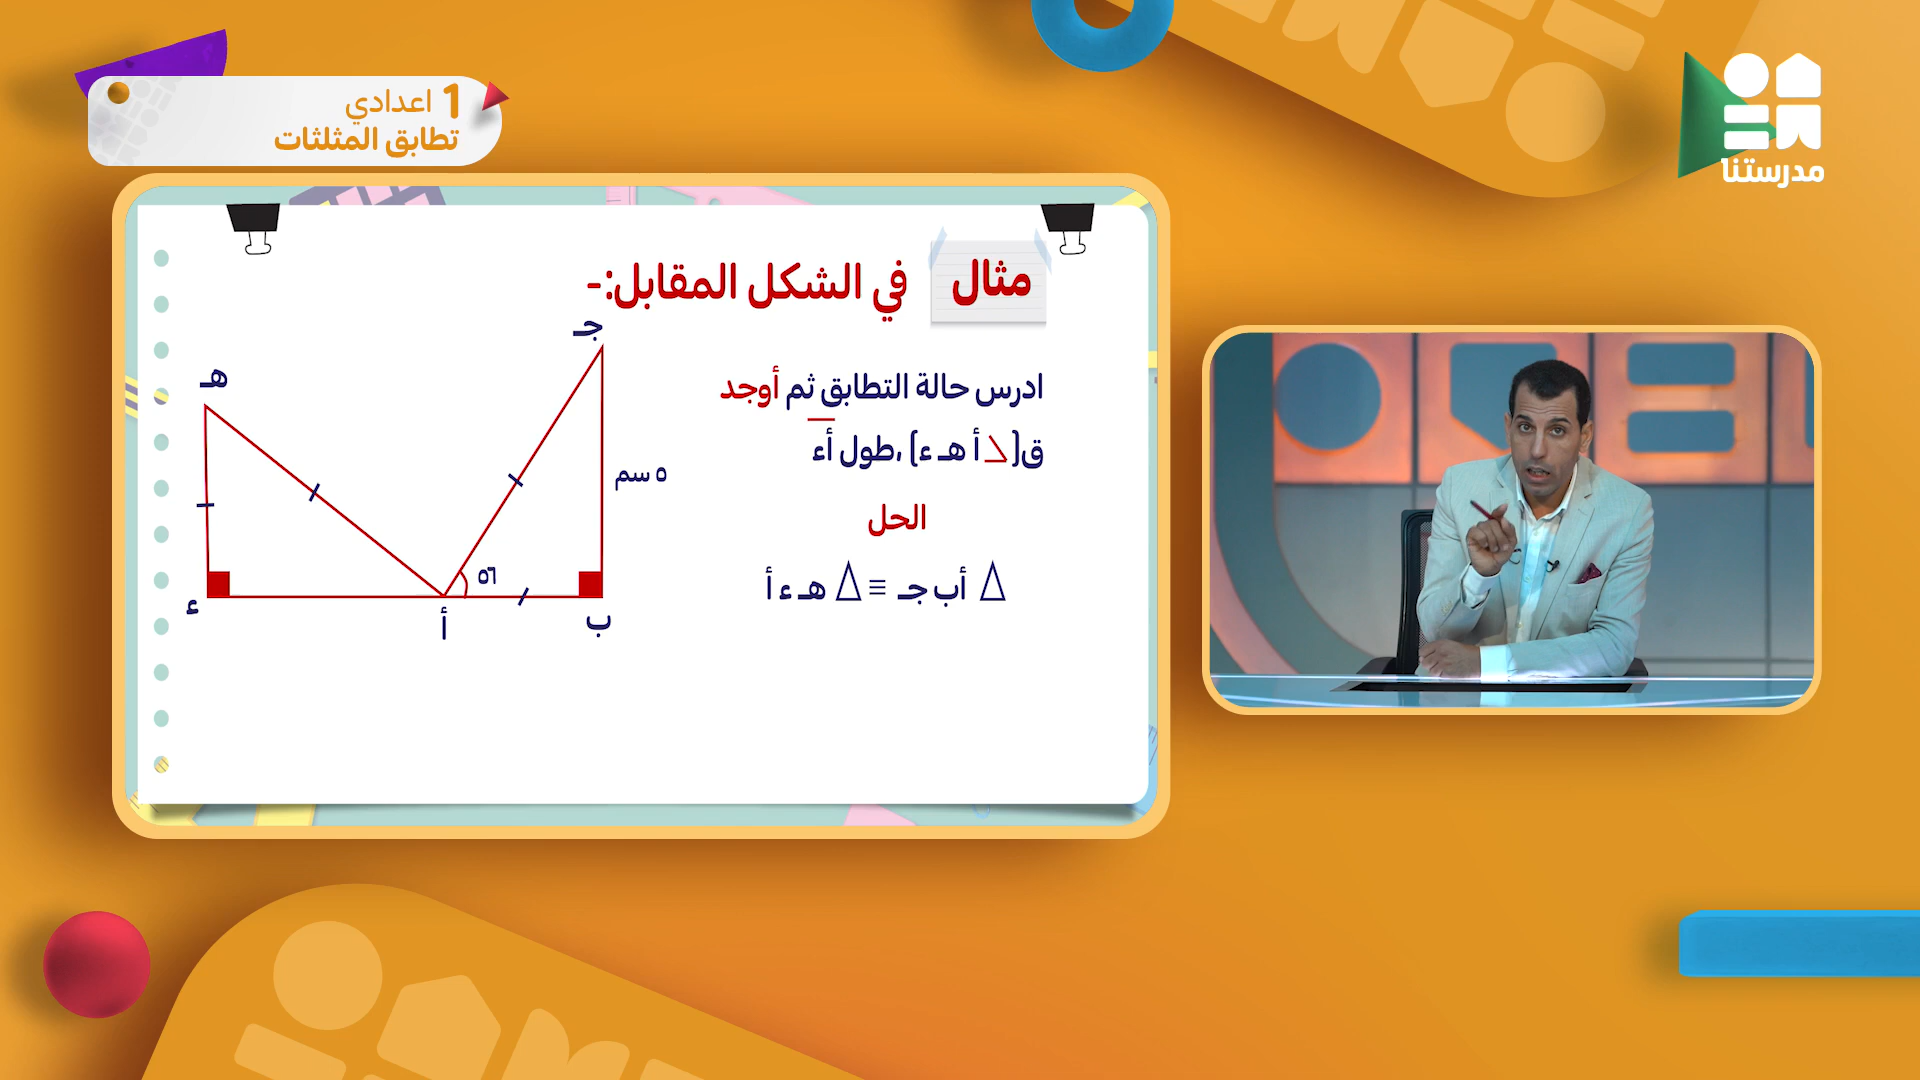 1 اعدادي
تطابق المثلثات
مدرستنا
مثال
في الشكل المقابل:-
ادرس حالة التطابق ثم أوجد
ق(ﮮ أ هـ ء) ،طول أء
الحل
△ أ ب جـ ≡ △ هـ ء أ
جـ
هـ
٥ سم
٥٦
ء
أ
ب